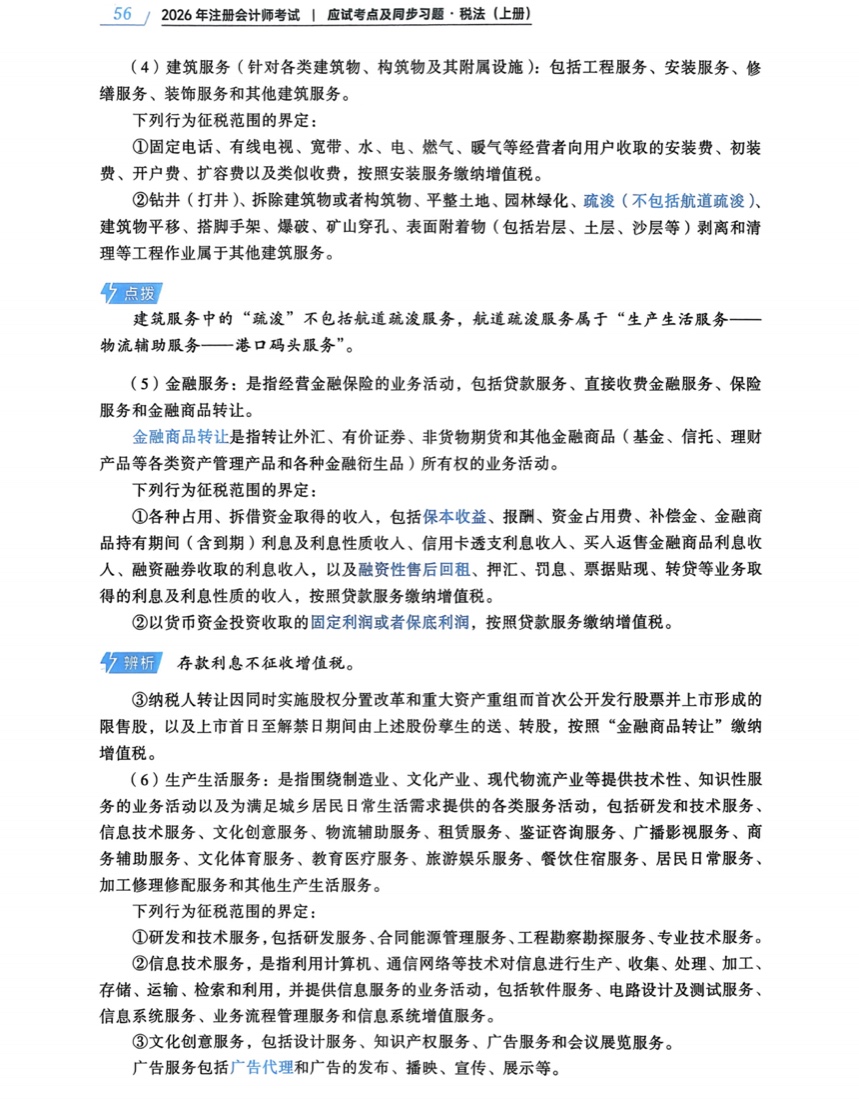 56 2026年注册会计师考试 | 应试考点及同步习题·税法（上册）
（4）建筑服务（针对各类建筑物、构筑物及其附属设施）：包括工程服务、安装服务、修
缮服务、装饰服务和其他建筑服务。
下列行为征税范围的界定：
①固定电话、有线电视、宽带、水、电、燃气、暖气等经营者向用户收取的安装费、初装
费、开户费、扩容费以及类似收费，按照安装服务缴纳增值税。
②钻井（打井）、拆除建筑物或者构筑物、平整土地、园林绿化、疏浚（不包括航道疏浚）、
建筑物平移、搭脚手架、爆破、矿山穿孔、表面附着物（包括岩层、土层、沙层等）剥离和清
理等工程作业属于其他建筑服务。
点拨
建筑服务中的“疏浚”不包括航道疏浚服务，航道疏浚服务属于“生产生活服务——
物流辅助服务——港口码头服务”。
（5）金融服务：是指经营金融保险的业务活动，包括贷款服务、直接收费金融服务、保险
服务和金融商品转让。
金融商品转让是指转让外汇、有价证券、非货物期货和其他金融商品（基金、信托、理财
产品等各类资产管理产品和各种金融衍生品）所有权的业务活动。
下列行为征税范围的界定：
①各种占用、拆借资金取得的收入，包括保本收益、报酬、资金占用费、补偿金、金融商
品持有期间（含到期）利息及利息性质收入、信用卡透支利息收入、买入返售金融商品利息收
入、融资融券收取的利息收入，以及融资性售后回租、押汇、罚息、票据贴现、转贷等业务取
得的利息及利息性质的收入，按照贷款服务缴纳增值税。
②以货币资金投资收取的固定利润或者保底利润，按照贷款服务缴纳增值税。
辨析 存款利息不征收增值税。
③纳税人转让因同时实施股权分置改革和重大资产重组而首次公开发行股票并上市形成的
限售股，以及上市首日至解禁日期间由上述股份孳生的送、转股，按照“金融商品转让”缴纳
增值税。
（6）生产生活服务：是指围绕制造业、文化产业、现代物流产业等提供技术性、知识性服
务的业务活动以及为满足城乡居民日常生活需求提供的各类服务活动，包括研发和技术服务、
信息技术服务、文化创意服务、物流辅助服务、租赁服务、鉴证咨询服务、广播影视服务、商
务辅助服务、文化体育服务、教育医疗服务、旅游娱乐服务、餐饮住宿服务、居民日常服务、
加工修理修配服务和其他生产生活服务。
下列行为征税范围的界定：
①研发和技术服务，包括研发服务、合同能源管理服务、工程勘察勘探服务、专业技术服务。
②信息技术服务，是指利用计算机、通信网络等技术对信息进行生产、收集、处理、加工、
存储、运输、检索和利用，并提供信息服务的业务活动，包括软件服务、电路设计及测试服务、
信息系统服务、业务流程管理服务和信息系统增值服务。
③文化创意服务，包括设计服务、知识产权服务、广告服务和会议展览服务。
广告服务包括广告代理和广告的发布、播映、宣传、展示等。